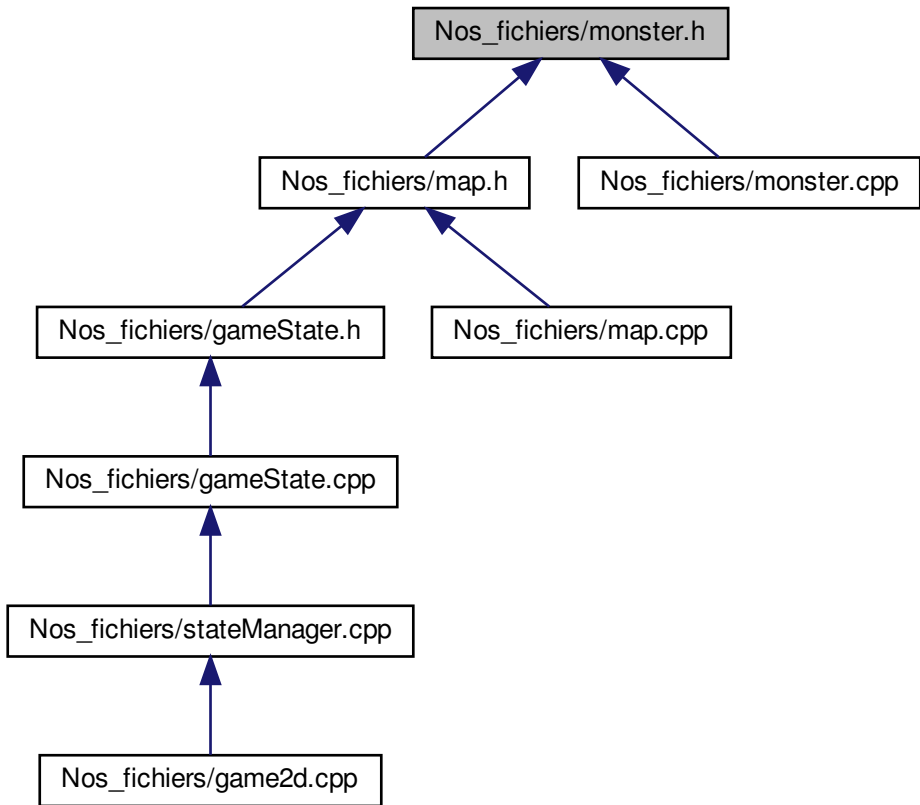 Nos_fichiers/monster.h
Nos_fichiers/map.h
Nos_fichiers/monster.cpp
Nos_fichiers/gameState.h
Nos_fichiers/map.cpp
Nos_fichiers/gameState.cpp
Nos_fichiers/stateManager.cpp
Nos_fichiers/game2d.cpp